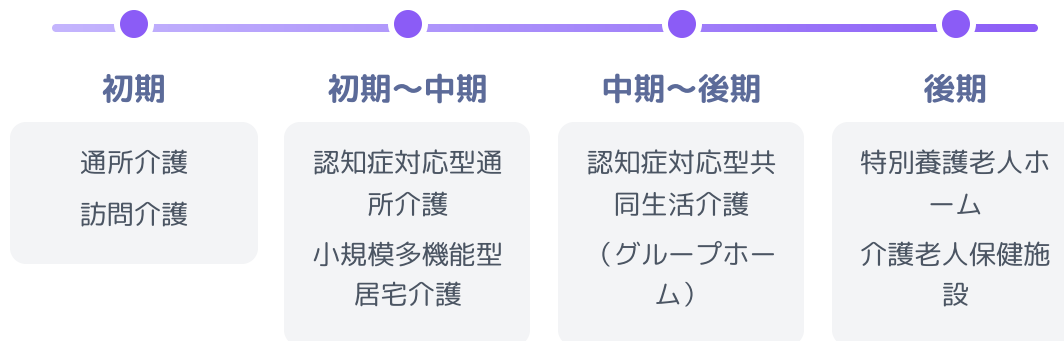 初期
通所介護
訪問介護
初期〜中期
認知症対応型通
所介護
小規模多機能型
居宅介護
中期〜後期
認知症対応型共
同生活介護
（グループホー
ム）
後期
特別養護老人ホ
ーム
介護老人保健施
設